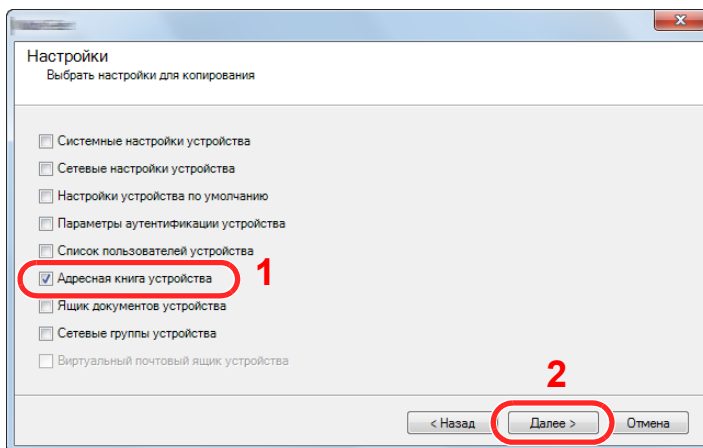 Настройки
Выбрать настройки для копирования
Системные настройки устройства
Сетевые настройки устройства
Настройки устройства по умолчанию
Параметры аутентификации устройства
Список пользователей устройства
Адресная книга устройства
1
Ящик документов устройства
Сетевые группы устройства
Виртуальный почтовый ящик устройства
2
< Назад
Далее >
Отмена